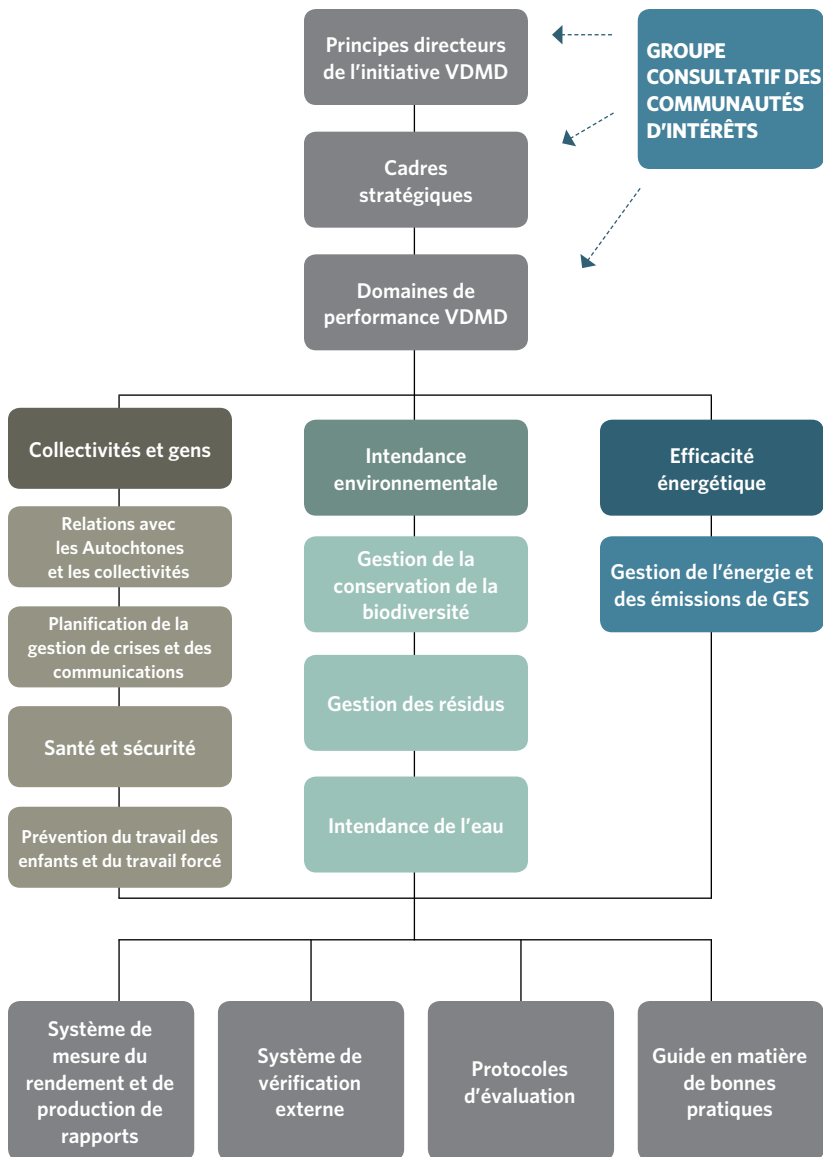 Principes directeurs
de l'initiative VDMD
GROUPE
CONSULTATIF DES
COMMUNAUTÉS
D'INTÉRÊTS
Cadres
stratégiques
Domaines de
performance VDMD
Collectivités et gens
Relations avec
les Autochtones
et les collectivités
Planification de la
gestion de crises et des
communications
Santé et sécurité
Prévention du travail des
enfants et du travail forcé
Intendance
environnementale
Gestion de la
conservation de la
biodiversité
Gestion des résidus
Intendance de l'eau
Efficacité
énergétique
Gestion de l'énergie et
des émissions de GES
Système de
mesure du
rendement et de
production de
rapports
Système de
vérification
externe
Protocoles
d'évaluation
Guide en matière
de bonnes
pratiques